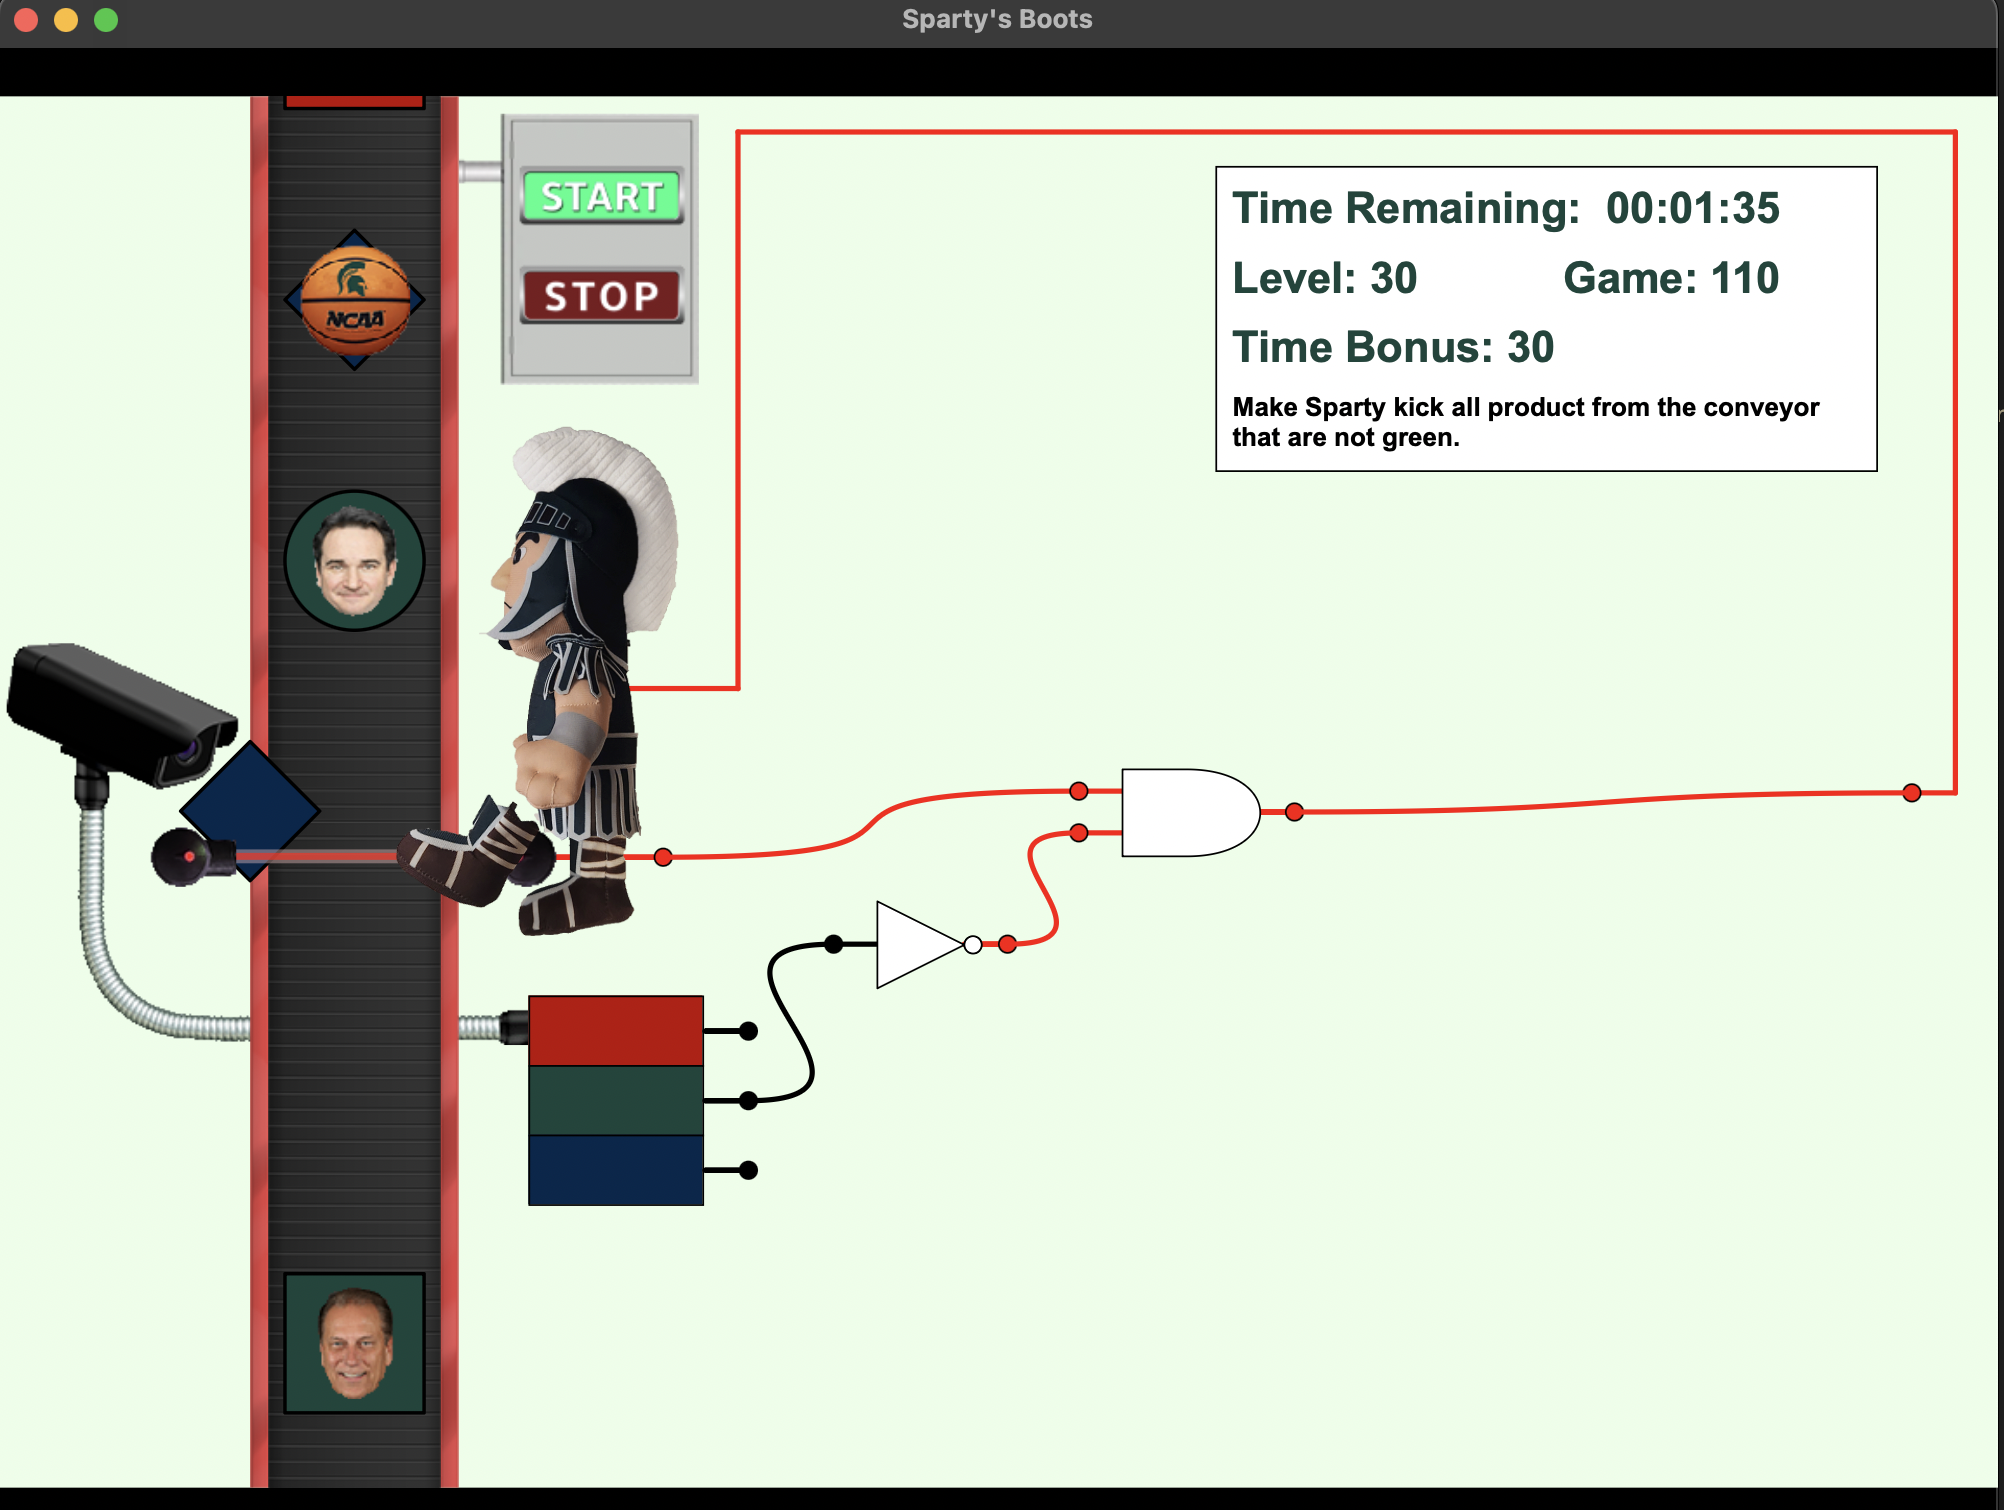 Sparty's Boots
START
STOP
NCAA
Time Remaining: 00:01:35
Level: 30 Game: 110
Time Bonus: 30
Make Sparty kick all product from the conveyor
that are not green.